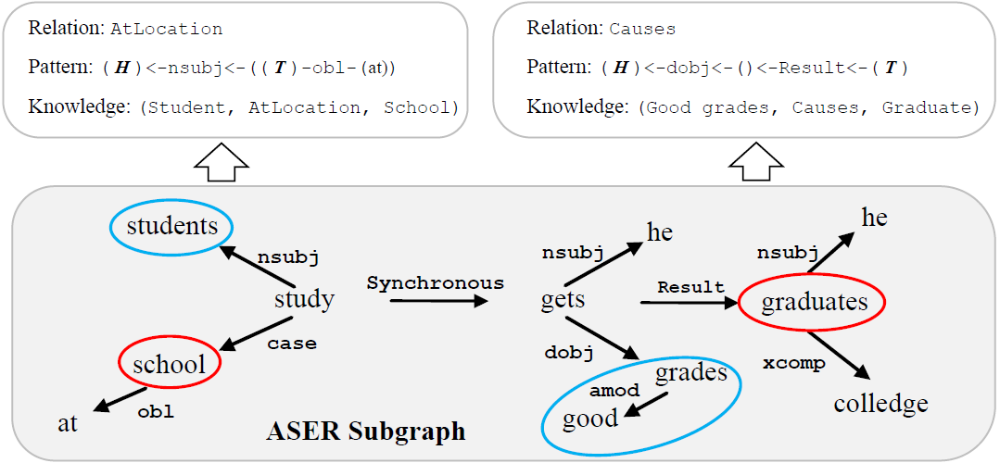 Relation: AtLocation
Pattern: ( H )<-nsubj<-(( T )-obl-(at))
Knowledge: (Student, AtLocation, School)
Relation: Causes
Pattern: ( H )<-dobj<-()<-Result<-( T )
Knowledge: (Good grades, Causes, Graduate)
students
nsubj
study
case
school
obl
at
Synchronous
he
nsubj
gets
dobj
grades
amod
good
Result
he
nsubj
graduates
xcomp
colledge
ASER Subgraph